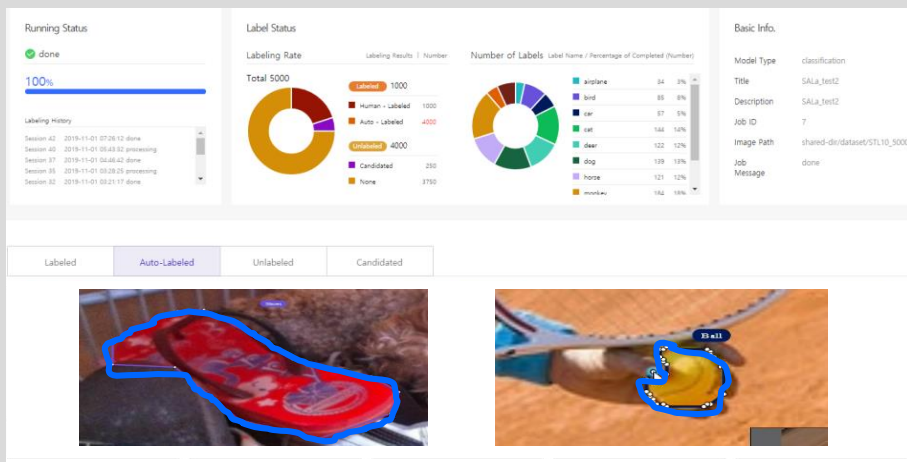 Running Status
done
100%
Labeling History
Session 42 2019-11-01 07:26:12 done
Session 40 2019-11-01 05:43:32 processing
Session 37 2019-11-01 04:46:42 done
Session 35 2019-11-01 03:28:25 processing
Session 32 2019-11-01 00:21:17 done
Label Status
Labeling Rate Labeling Results | Number
Total 5000
Labeled 1000
Human - Labeled 1000
Auto - Labeled 4000
Unlabeled 4000
Candidated 250
None 3750
Number of Labels Label Name / Percentage of Completed (Number)
airplane 34 3%
bird 85 8%
car 57 5%
cat 144 14%
deer 122 12%
dog 139 13%
horse 121 12%
monkey 184 18%
Basic Info.
Model Type classification
Title SALa_test2
Description SALa_test2
Job ID 7
Image Path shared-dir/dataset/STL10_5000
Job Message done
Labeled
Auto-Labeled
Unlabeled
Candidated
Ball